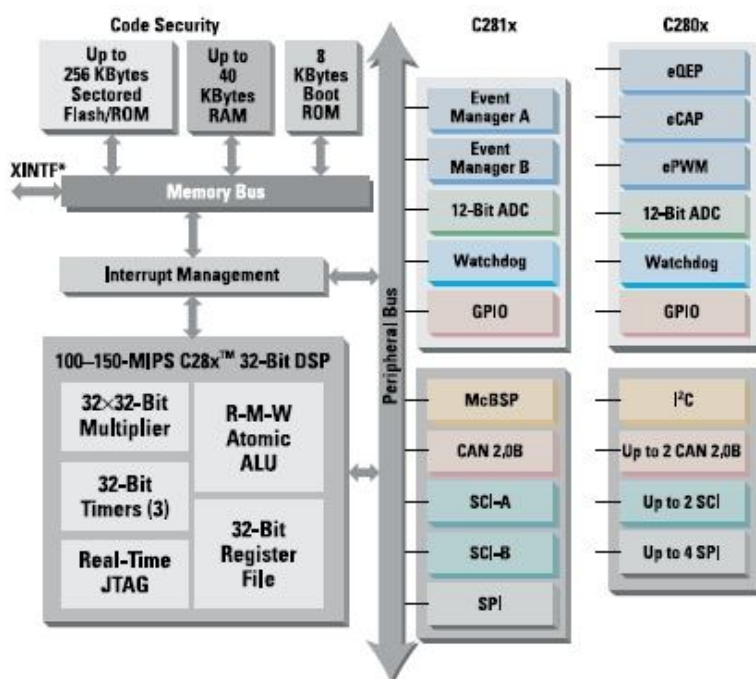 Code Security
Up to
256 KBytes
Sectored
Flash/ROM
Up to
40
KBytes
RAM
8
KBytes
Boot
ROM
XINTF*
Memory Bus
Interrupt Management
100–150-MIPS C28x™ 32-Bit DSP
32×32-Bit
Multiplier
32-Bit
Timers (3)
Real-Time
JTAG
R-M-W
Atomic
ALU
32-Bit
Register
File
Peripheral Bus
C281x
Event
Manager A
Event
Manager B
12-Bit ADC
Watchdog
GPIO
McBSP
CAN 2,0B
SCI-A
SCI-B
SPI
C280x
eQEP
eCAP
ePWM
12-Bit ADC
Watchdog
GPIO
I²C
Up to 2 CAN 2,0B
Up to 2 SCI
Up to 4 SPI